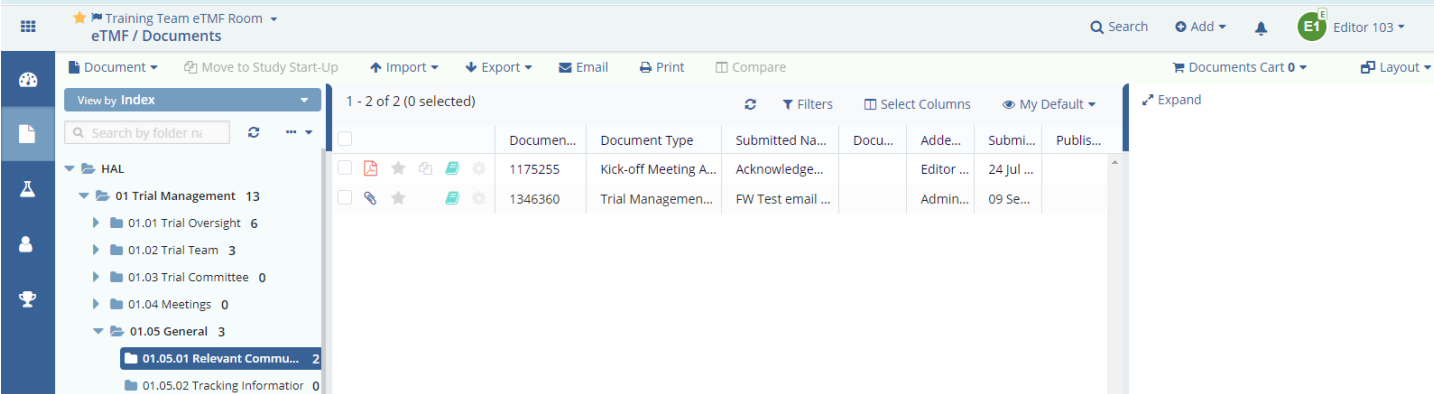 Training Team eTMF Room
eTMF / Documents
Search
Add
E
E1
Editor 103
Document
Move to Study Start-Up
Import
Export
Email
Print
Compare
Documents Cart 0
Layout
View by Index
Search by folder na
HAL
01 Trial Management 13
01.01 Trial Oversight 6
01.02 Trial Team 3
01.03 Trial Committee 0
01.04 Meetings 0
01.05 General 3
01.05.01 Relevant Commu... 2
01.05.02 Tracking Information 0
1 - 2 of 2 (0 selected)
Filters
Select Columns
My Default
Documen... Document Type Submitted Na... Docu... Adde... Submi... Publis...
1175255 Kick-off Meeting A... Acknowledge... Editor ... 24 Jul ...
1346360 Trial Managemen... FW Test email ... Admin... 09 Se...
Expand